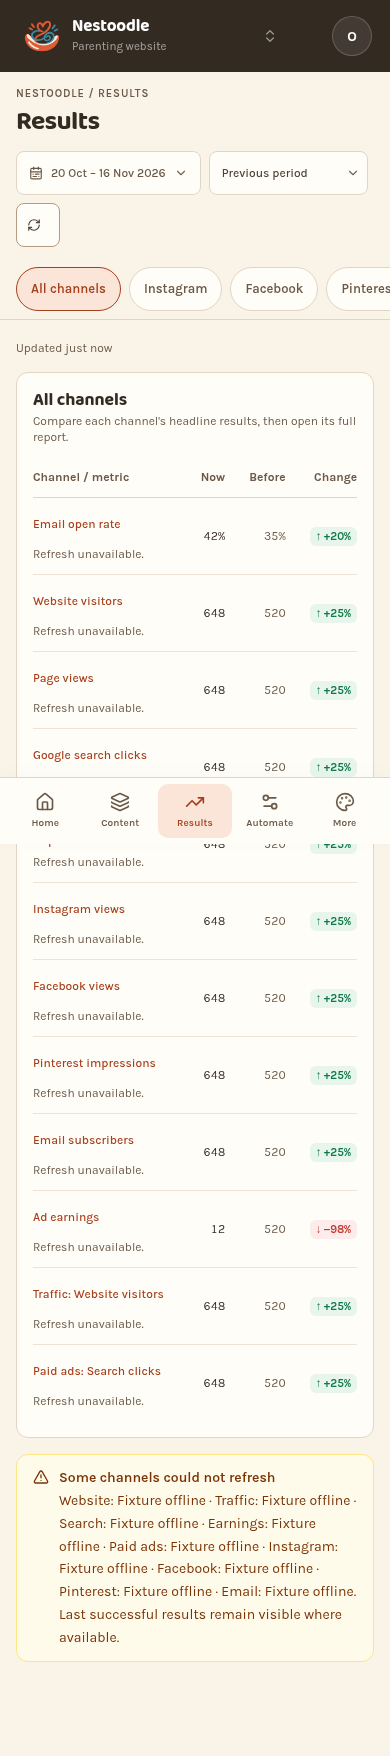 Nestoodle
Parenting website
O
NESTOODLE / RESULTS
Results
20 Oct – 16 Nov 2026
Previous period
All channels
Instagram
Facebook
Updated just now
All channels
Compare each channel's headline results, then open its full
report.
Channel / metric Now Before Change
Email open rate
42% 35% ↑ +20%
Refresh unavailable.
Website visitors
648 520 ↑ +25%
Refresh unavailable.
Page views
648 520 ↑ +25%
Refresh unavailable.
Google search clicks
648 520 ↑ +25%
Home Content Results Automate More
Refresh unavailable.
Instagram views
648 520 ↑ +25%
Refresh unavailable.
Facebook views
648 520 ↑ +25%
Refresh unavailable.
Pinterest impressions
648 520 ↑ +25%
Refresh unavailable.
Email subscribers
648 520 ↑ +25%
Refresh unavailable.
Ad earnings
12 520 ↓ −98%
Refresh unavailable.
Traffic: Website visitors
648 520 ↑ +25%
Refresh unavailable.
Paid ads: Search clicks
648 520 ↑ +25%
Refresh unavailable.
Some channels could not refresh
Website: Fixture offline · Traffic: Fixture offline ·
Search: Fixture offline · Earnings: Fixture
offline · Paid ads: Fixture offline · Instagram:
Fixture offline · Facebook: Fixture offline ·
Pinterest: Fixture offline · Email: Fixture offline.
Last successful results remain visible where
available.